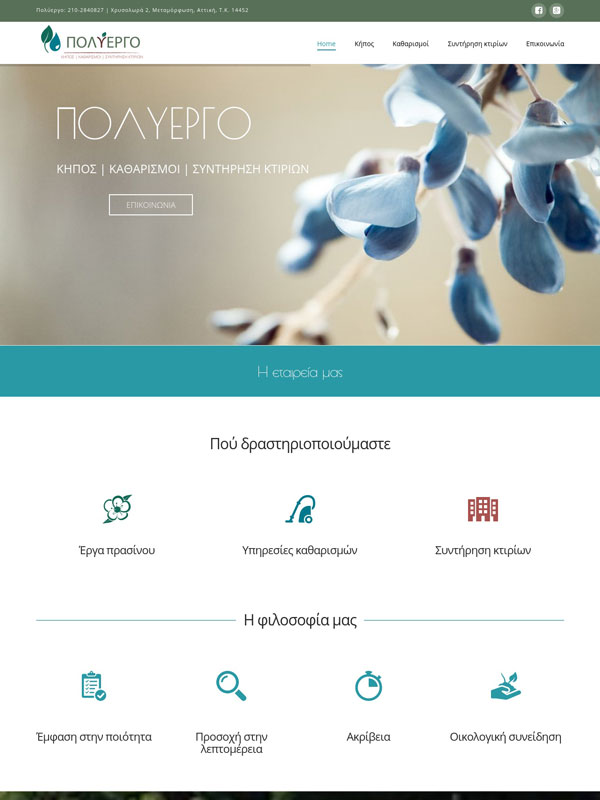 Πολύεργο: 210-2840827 | Χρυσολωρά 2, Μεταμόρφωση, Αττική, Τ.Κ. 14452
ΠΟΛΥΕΡΓΟ
ΚΗΠΟΣ | ΚΑΘΑΡΙΣΜΟΙ | ΣΥΝΤΗΡΗΣΗ ΚΤΙΡΙΩΝ
Home Κήπος Καθαρισμοί Συντήρηση κτιρίων Επικοινωνία
ΠΟΛΥΕΡΓΟ
ΚΗΠΟΣ | ΚΑΘΑΡΙΣΜΟΙ | ΣΥΝΤΗΡΗΣΗ ΚΤΙΡΙΩΝ
ΕΠΙΚΟΙΝΩΝΙΑ
Η εταιρεία μας
Πού δραστηριοποιούμαστε
Έργα πρασίνου
Υπηρεσίες καθαρισμών
Συντήρηση κτιρίων
Η φιλοσοφία μας
Έμφαση στην ποιότητα
Προσοχή στην
λεπτομέρεια
Ακρίβεια
Οικολογική συνείδηση